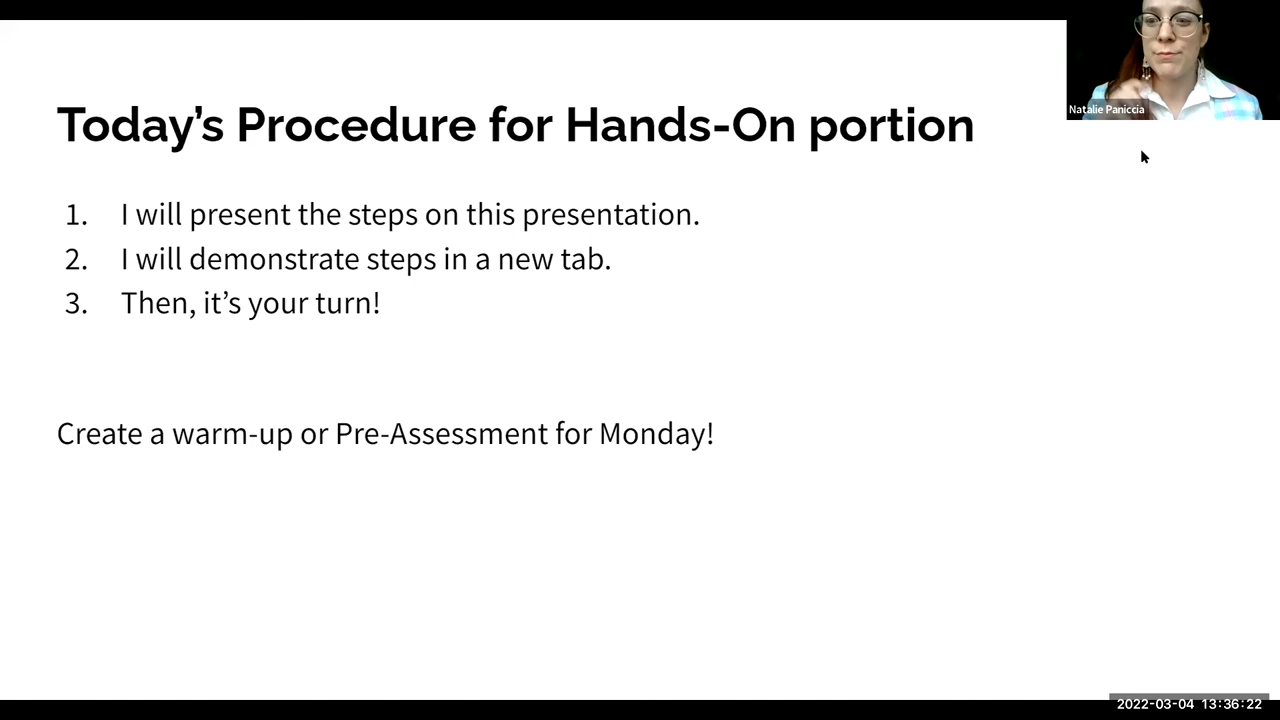 Today's Procedure for Hands-On portion
Natalie Paniccia
1. I will present the steps on this presentation.
2. I will demonstrate steps in a new tab.
3. Then, it's your turn!
Create a warm-up or Pre-Assessment for Monday!
2022-03-04 13:36:22